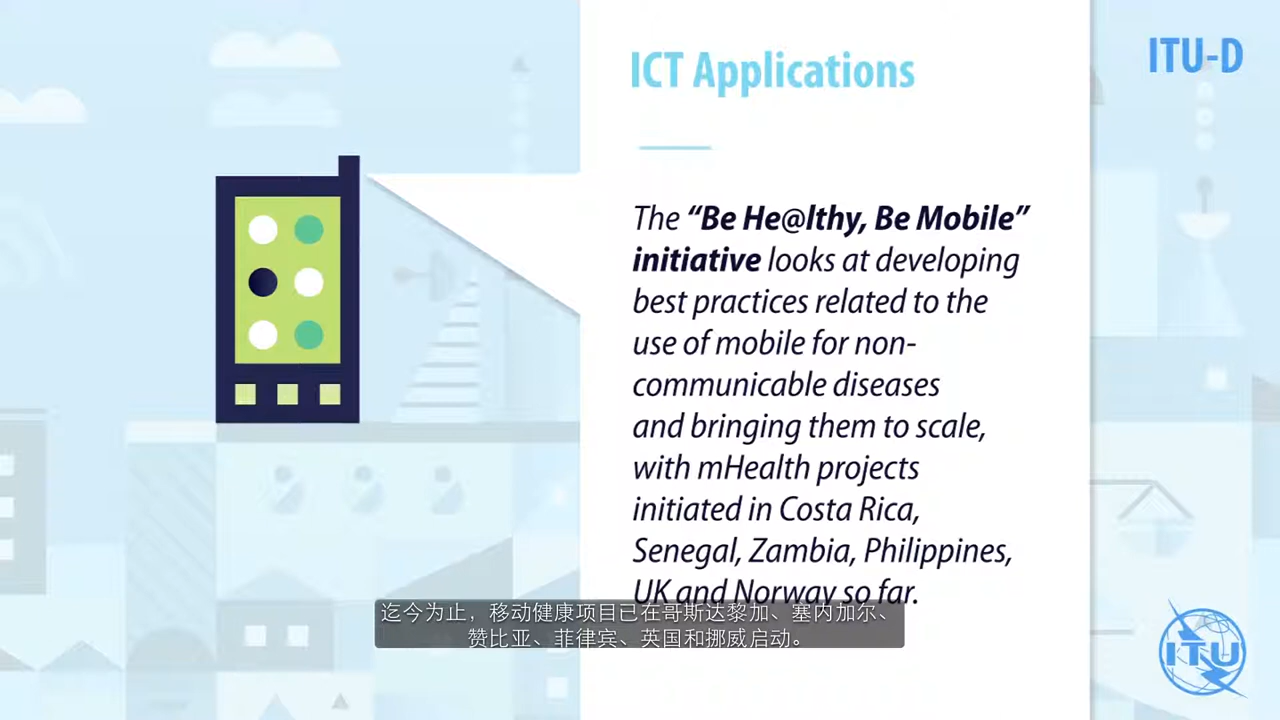 ICT Applications
ITU-D
The “Be He@lthy, Be Mobile”
initiative looks at developing
best practices related to the
use of mobile for non-
communicable diseases
and bringing them to scale,
with mHealth projects
initiated in Costa Rica,
Senegal, Zambia, Philippines,
UK and Norway so far.
迄今为止，移动健康项目已在哥斯达黎加、塞内加尔、
赞比亚、菲律宾、英国和挪威启动。
ITU